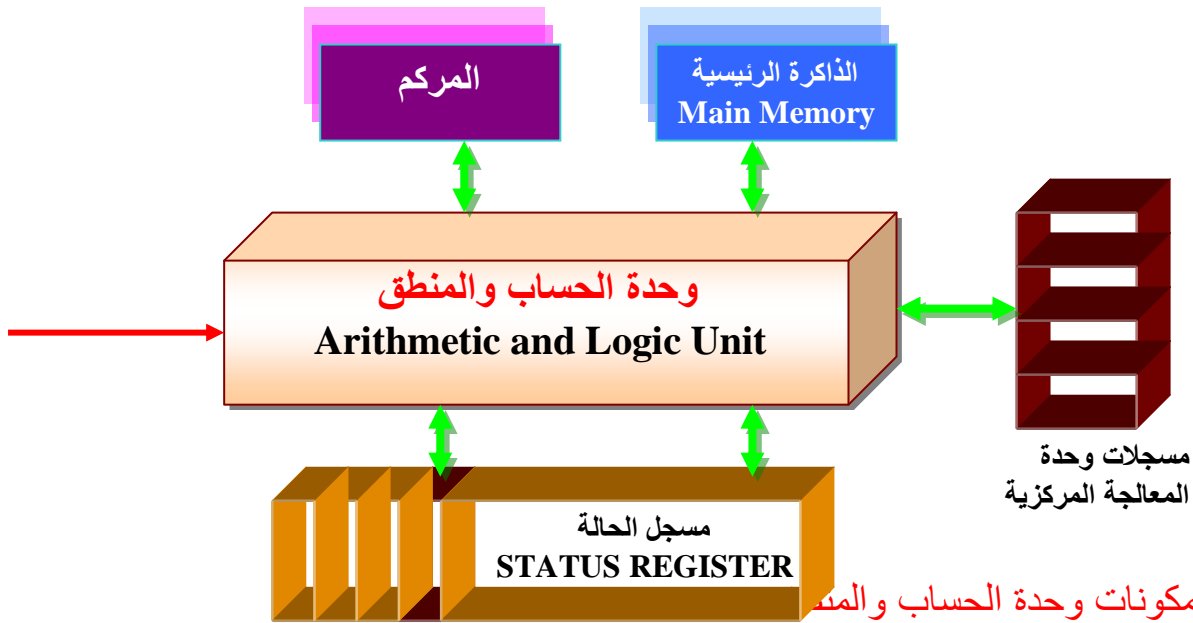 المركم
الذاكرة الرئيسية
Main Memory
وحدة الحساب والمنطق
Arithmetic and Logic Unit
مسجلات وحدة
المعالجة المركزية
مسجل الحالة
STATUS REGISTER
مكونات وحدة الحساب